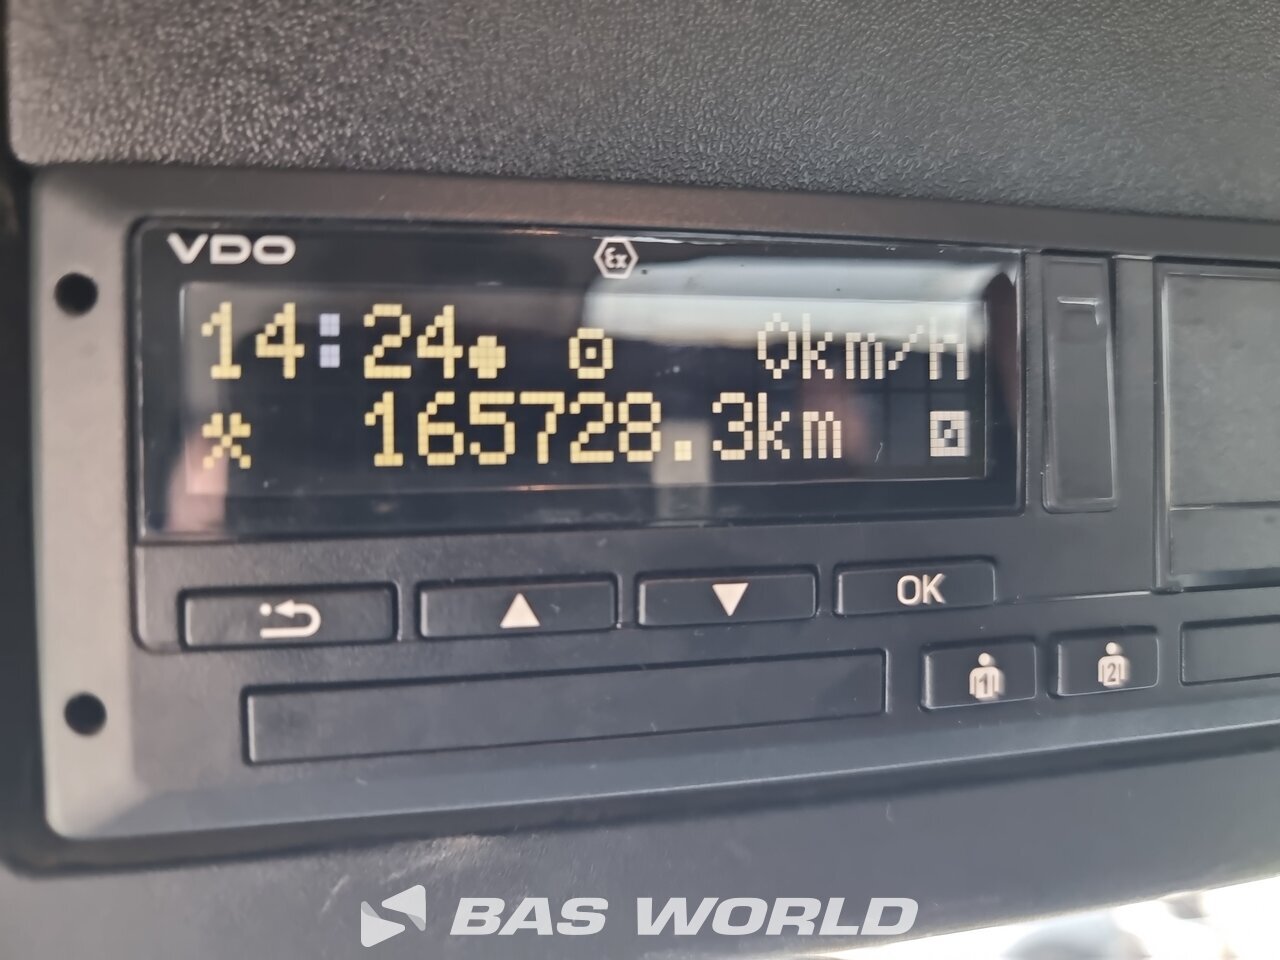 VDO
Ex
14:24
0km/h
165728.3km
OK
1
2
BAS WORLD